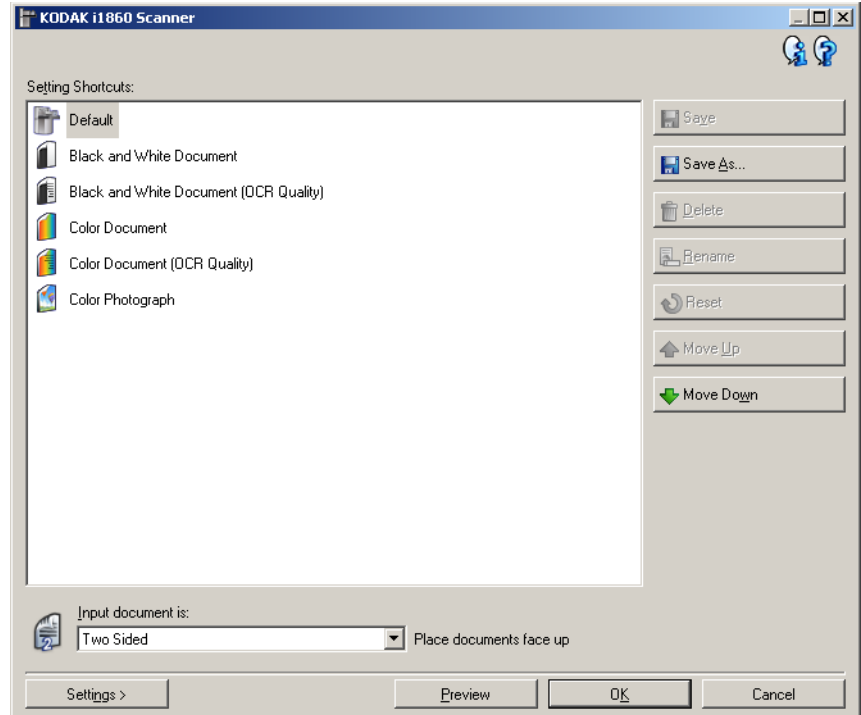 KODAK i1860 Scanner
Setting Shortcuts:
Default
Black and White Document
Black and White Document (OCR Quality)
Color Document
Color Document (OCR Quality)
Color Photograph
Save
Save As...
Delete
Rename
Reset
Move Up
Move Down
Input document is:
2
Two Sided
Place documents face up
Settings >
Preview
OK
Cancel